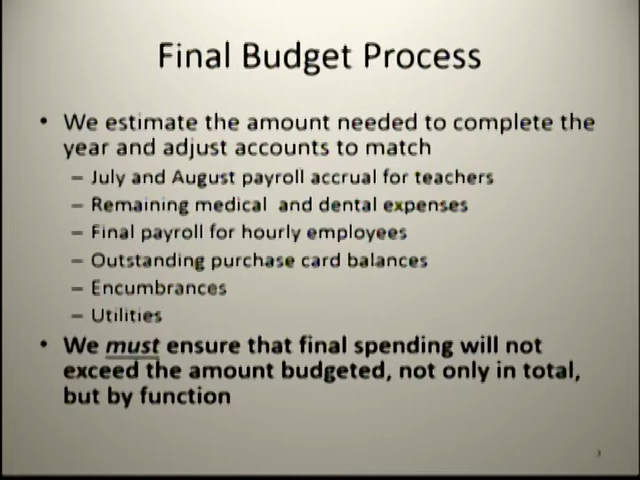 Final Budget Process
• We estimate the amount needed to complete the
year and adjust accounts to match
– July and August payroll accrual for teachers
– Remaining medical and dental expenses
– Final payroll for hourly employees
– Outstanding purchase card balances
– Encumbrances
– Utilities
• We must ensure that final spending will not
exceed the amount budgeted, not only in total,
but by function
3